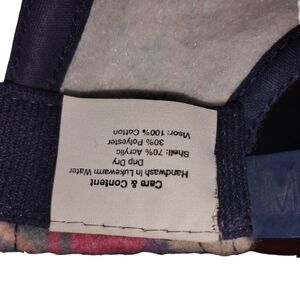 Care & Content
Handwash In Lukewarm Water
Drip Dry
Shell: 70% Acrylic
30% Polyester
Visor: 100% Cotton